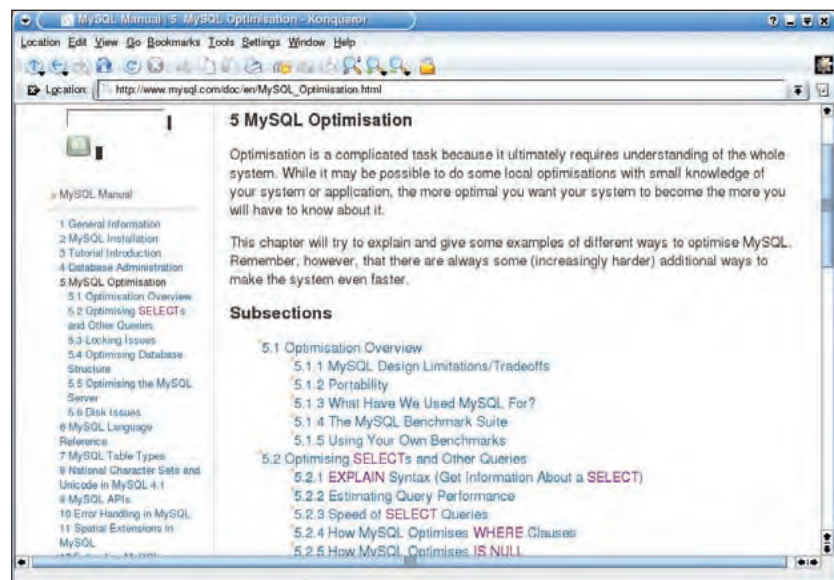 MySQL Manual | 5 MySQL Optimisation - Konqueror
Location Edit View Go Bookmarks Tools Settings Window Help
Location: http://www.mysql.com/doc/en/MySQL_Optimisation.html
MySQL Manual
1 General Information
2 MySQL Installation
3 Tutorial Introduction
4 Database Administration
5 MySQL Optimisation
5.1 Optimisation Overview
5.2 Optimising SELECTs
and Other Queries
5.3 Locking Issues
5.4 Optimising Database
Structure
5.5 Optimising the MySQL
Server
5.6 Disk Issues
6 MySQL Language
Reference
7 MySQL Table Types
8 National Character Sets and
Unicode in MySQL 4.1
9 MySQL APIs
10 Error Handling in MySQL
11 Spatial Extensions in
MySQL
5 MySQL Optimisation
Optimisation is a complicated task because it ultimately requires understanding of the whole
system. While it may be possible to do some local optimisations with small knowledge of
your system or application, the more optimal you want your system to become the more you
will have to know about it.
This chapter will try to explain and give some examples of different ways to optimise MySQL.
Remember, however, that there are always some (increasingly harder) additional ways to
make the system even faster.
Subsections
5.1 Optimisation Overview
5.1.1 MySQL Design Limitations/Tradeoffs
5.1.2 Portability
5.1.3 What Have We Used MySQL For?
5.1.4 The MySQL Benchmark Suite
5.1.5 Using Your Own Benchmarks
5.2 Optimising SELECTs and Other Queries
5.2.1 EXPLAIN Syntax (Get Information About a SELECT)
5.2.2 Estimating Query Performance
5.2.3 Speed of SELECT Queries
5.2.4 How MySQL Optimises WHERE Clauses
5.2.5 How MySQL Optimises IS NULL